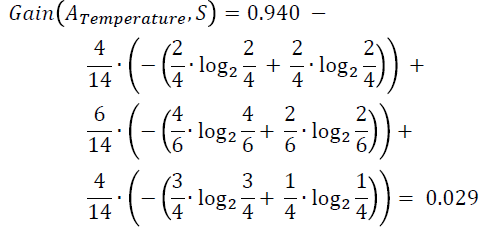 Gain(A_Temperature, S) = 0.940 −
4/14 · (−(2/4 · log₂ 2/4 + 2/4 · log₂ 2/4)) +
6/14 · (−(4/6 · log₂ 4/6 + 2/6 · log₂ 2/6)) +
4/14 · (−(3/4 · log₂ 3/4 + 1/4 · log₂ 1/4)) = 0.029